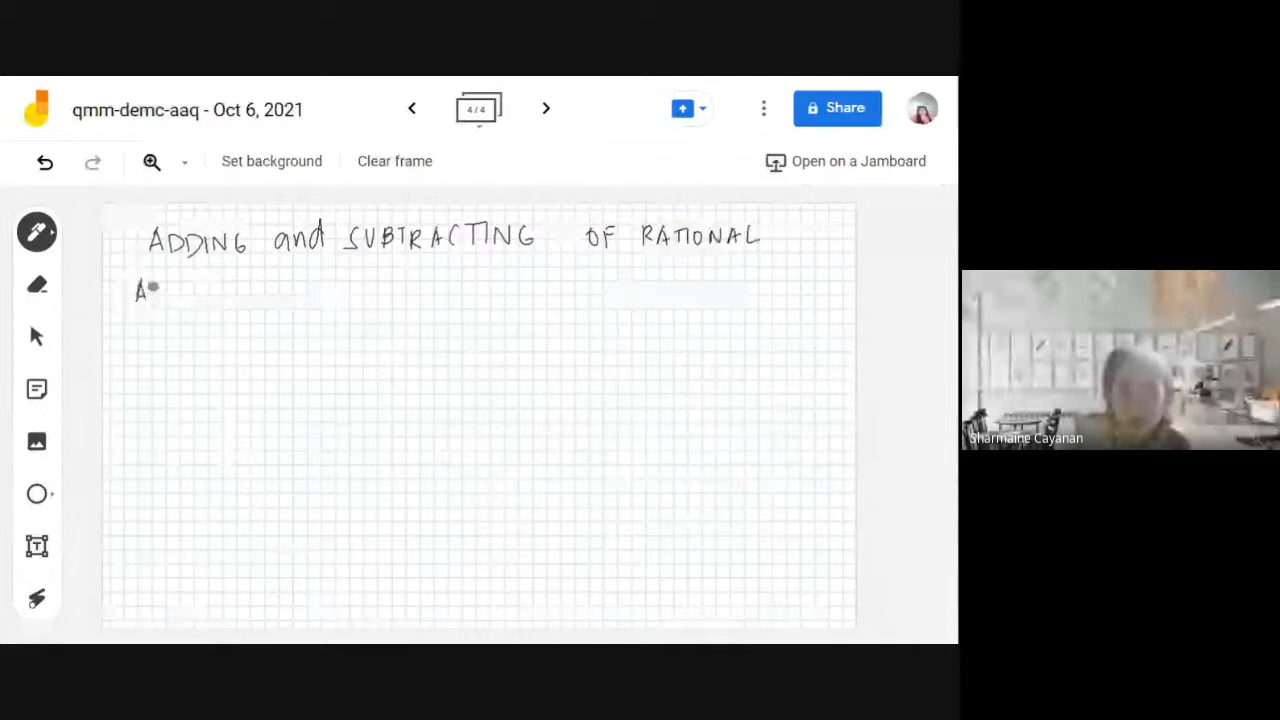 qmm-demc-aaq - Oct 6, 2021
4/4
Share
Set background
Clear frame
Open on a Jamboard
ADDING and SUBTRACTING OF RATIONAL
A
T
Sharmaine Cayanan